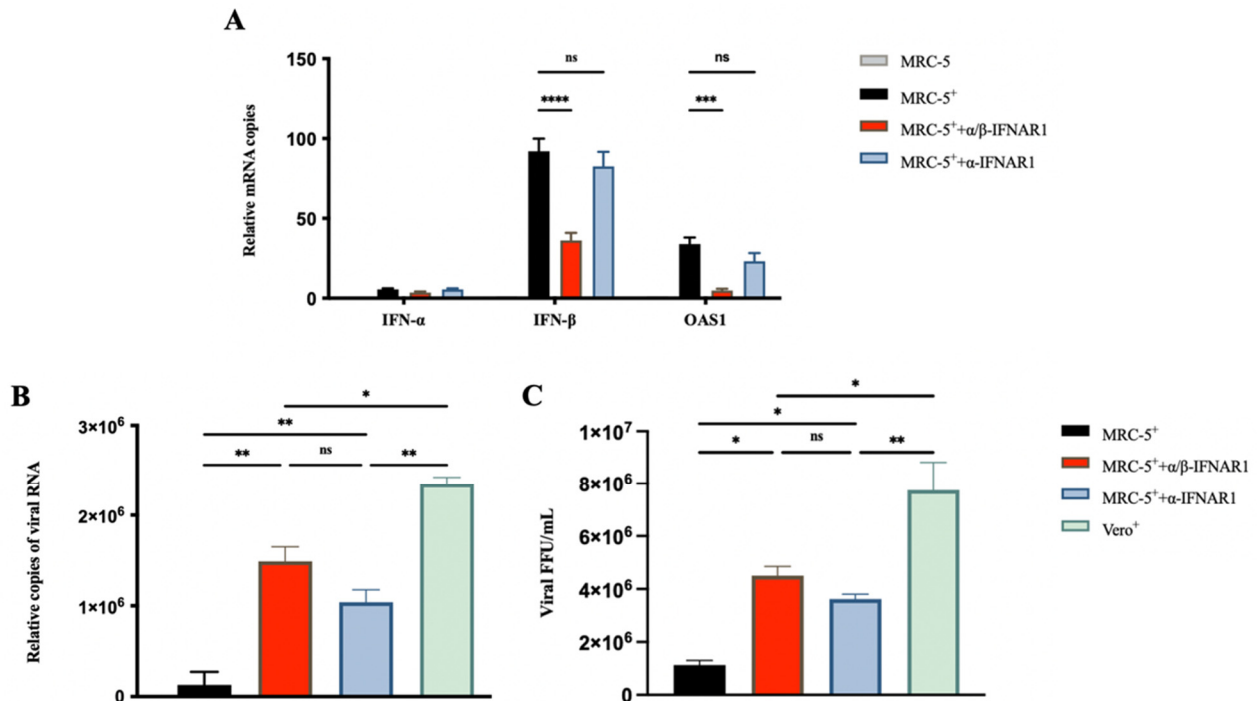 A
150
100
50
0
Relative mRNA copies
ns
ns
****
***
IFN-α
IFN-β
OAS1
MRC-5
MRC-5⁺
MRC-5⁺+α/β-IFNAR1
MRC-5⁺+α-IFNAR1
B
3×10⁶
2×10⁶
1×10⁶
0
Relative copies of viral RNA
*
**
** ns **
C
1×10⁷
8×10⁶
6×10⁶
4×10⁶
2×10⁶
0
Viral FFU/mL
*
*
* ns **
MRC-5⁺
MRC-5⁺+α/β-IFNAR1
MRC-5⁺+α-IFNAR1
Vero⁺